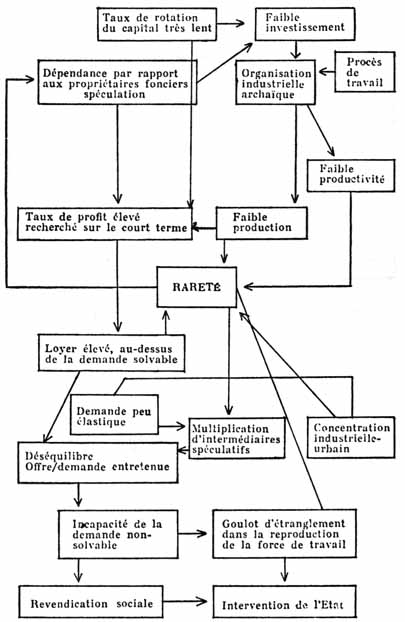 Taux de rotation
du capital très lent
Faible
investissement
Dépendance par rapport
aux propriétaires fonciers
spéculation
Organisation
industrielle
archaïque
Procès
de
travail
Faible
productivité
Taux de profit élevé
recherché sur le court terme
Faible
production
RARETÉ
Loyer élevé, au-dessus
de la demande solvable
Demande peu
élastique
Multiplication
d'intermédiaires
spéculatifs
Concentration
industrielle-
urbain
Déséquilibre
Offre/demande entretenue
Incapacité de la
demande non-
solvable
Goulot d'étranglement
dans la reproduction
de la force de travail
Revendication sociale
Intervention de l'Etat